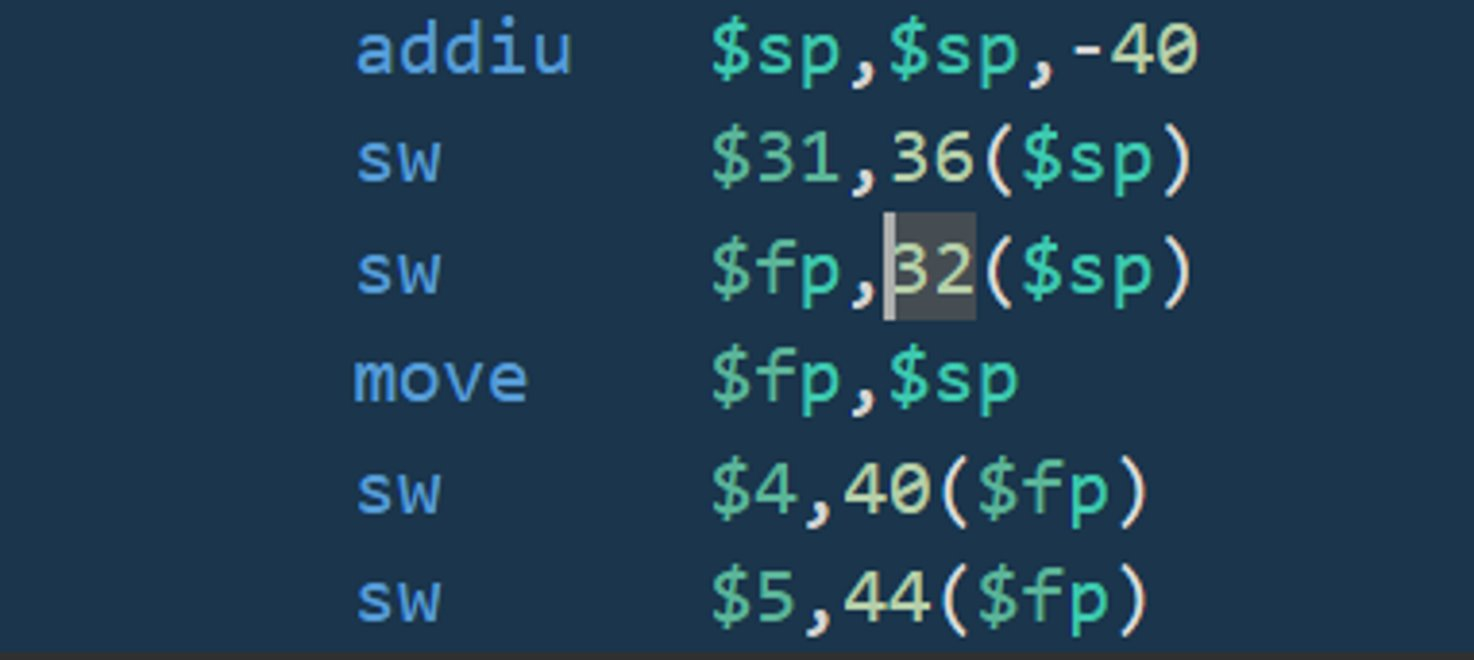 addiu $sp,$sp,-40
sw $31,36($sp)
sw $fp,32($sp)
move $fp,$sp
sw $4,40($fp)
sw $5,44($fp)